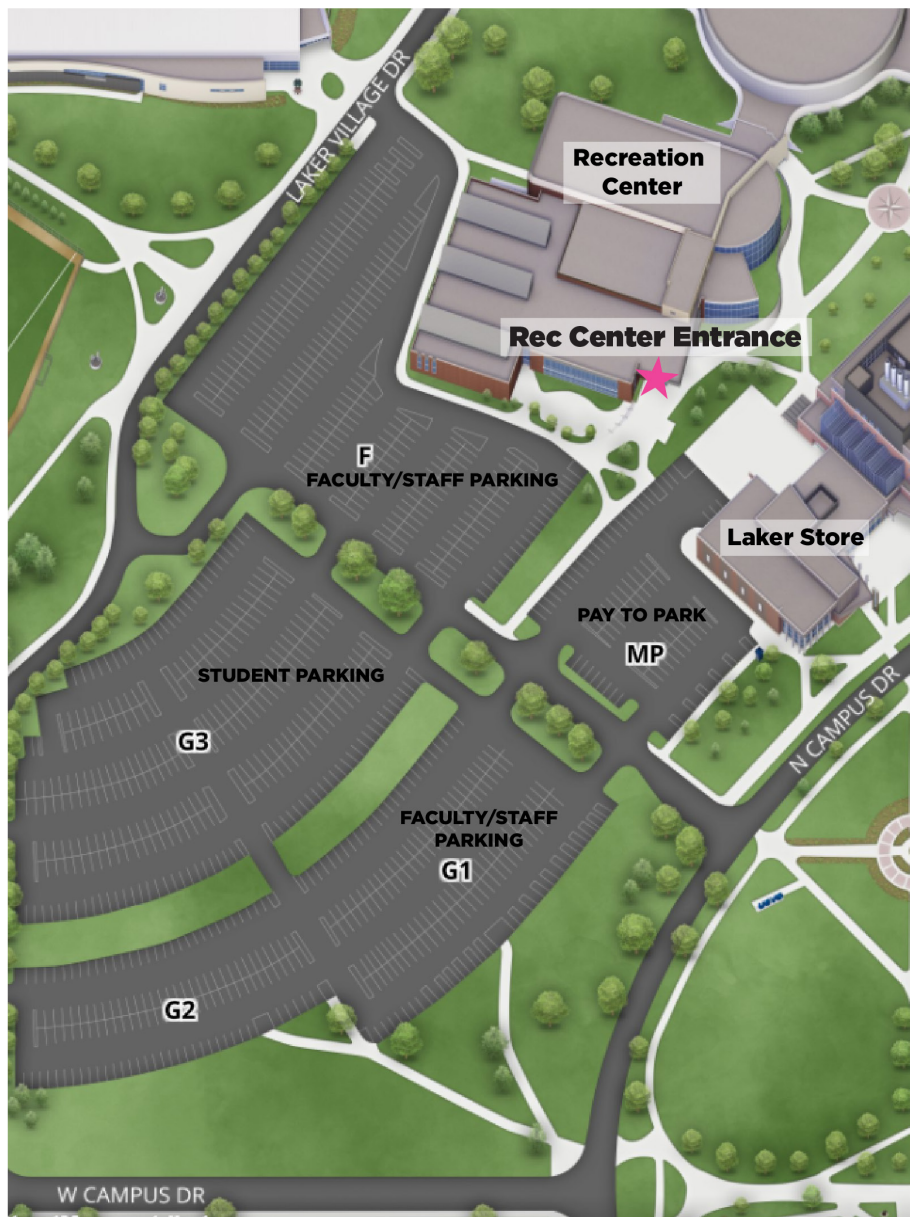 LAKER VILLAGE DR
Recreation
Center
Rec Center Entrance
F
FACULTY/STAFF PARKING
Laker Store
PAY TO PARK
MP
STUDENT PARKING
G3
N CAMPUS DR
FACULTY/STAFF
PARKING
G1
G2
W CAMPUS DR